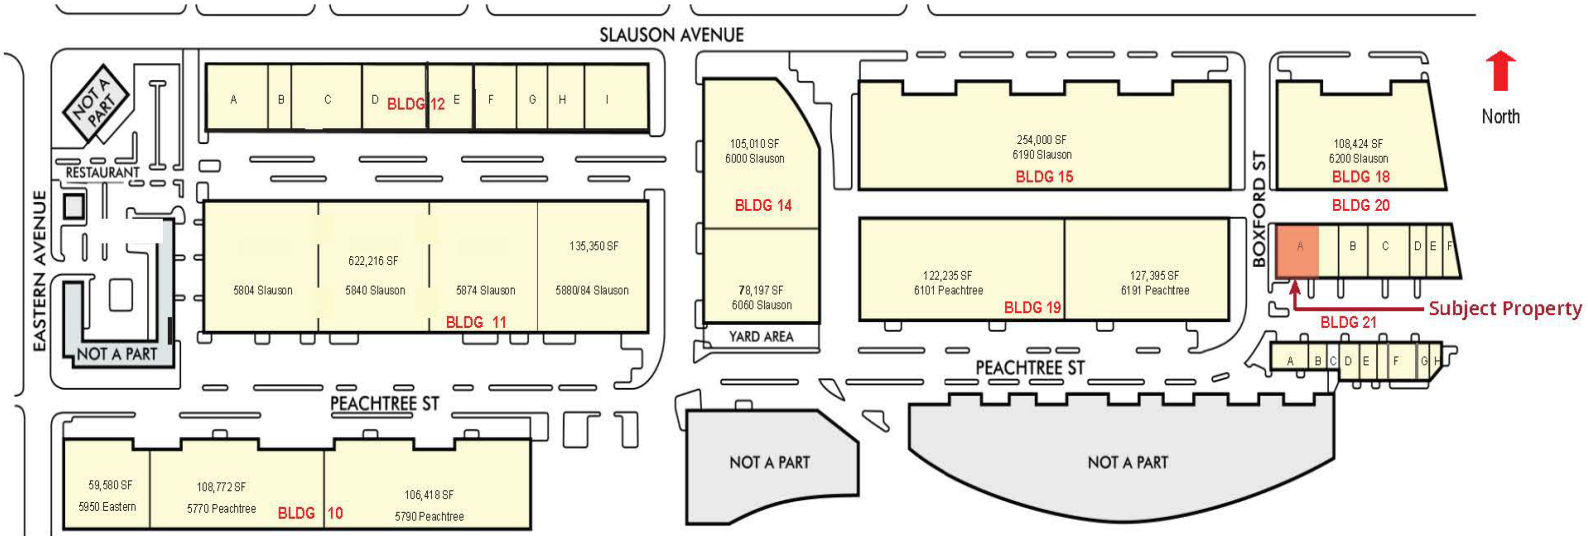 SLAUSON AVENUE
North
NOT A
PART
RESTAURANT
EASTERN AVENUE
NOT A PART
A B C D E F G H I
BLDG 12
5804 Slauson
622,216 SF
5840 Slauson
5874 Slauson
135,350 SF
5880/84 Slauson
BLDG 11
105,010 SF
6000 Slauson
BLDG 14
78,197 SF
6060 Slauson
YARD AREA
254,000 SF
6190 Slauson
BLDG 15
122,235 SF
6101 Peachtree
BLDG 19
127,395 SF
6191 Peachtree
BOXFORD ST
108,424 SF
6200 Slauson
BLDG 18
BLDG 20
A B C D E F
Subject Property
BLDG 21
A B C D E F G H
PEACHTREE ST
PEACHTREE ST
59,580 SF
5950 Eastern
108,772 SF
5770 Peachtree
BLDG 10
106,418 SF
5790 Peachtree
NOT A PART
NOT A PART